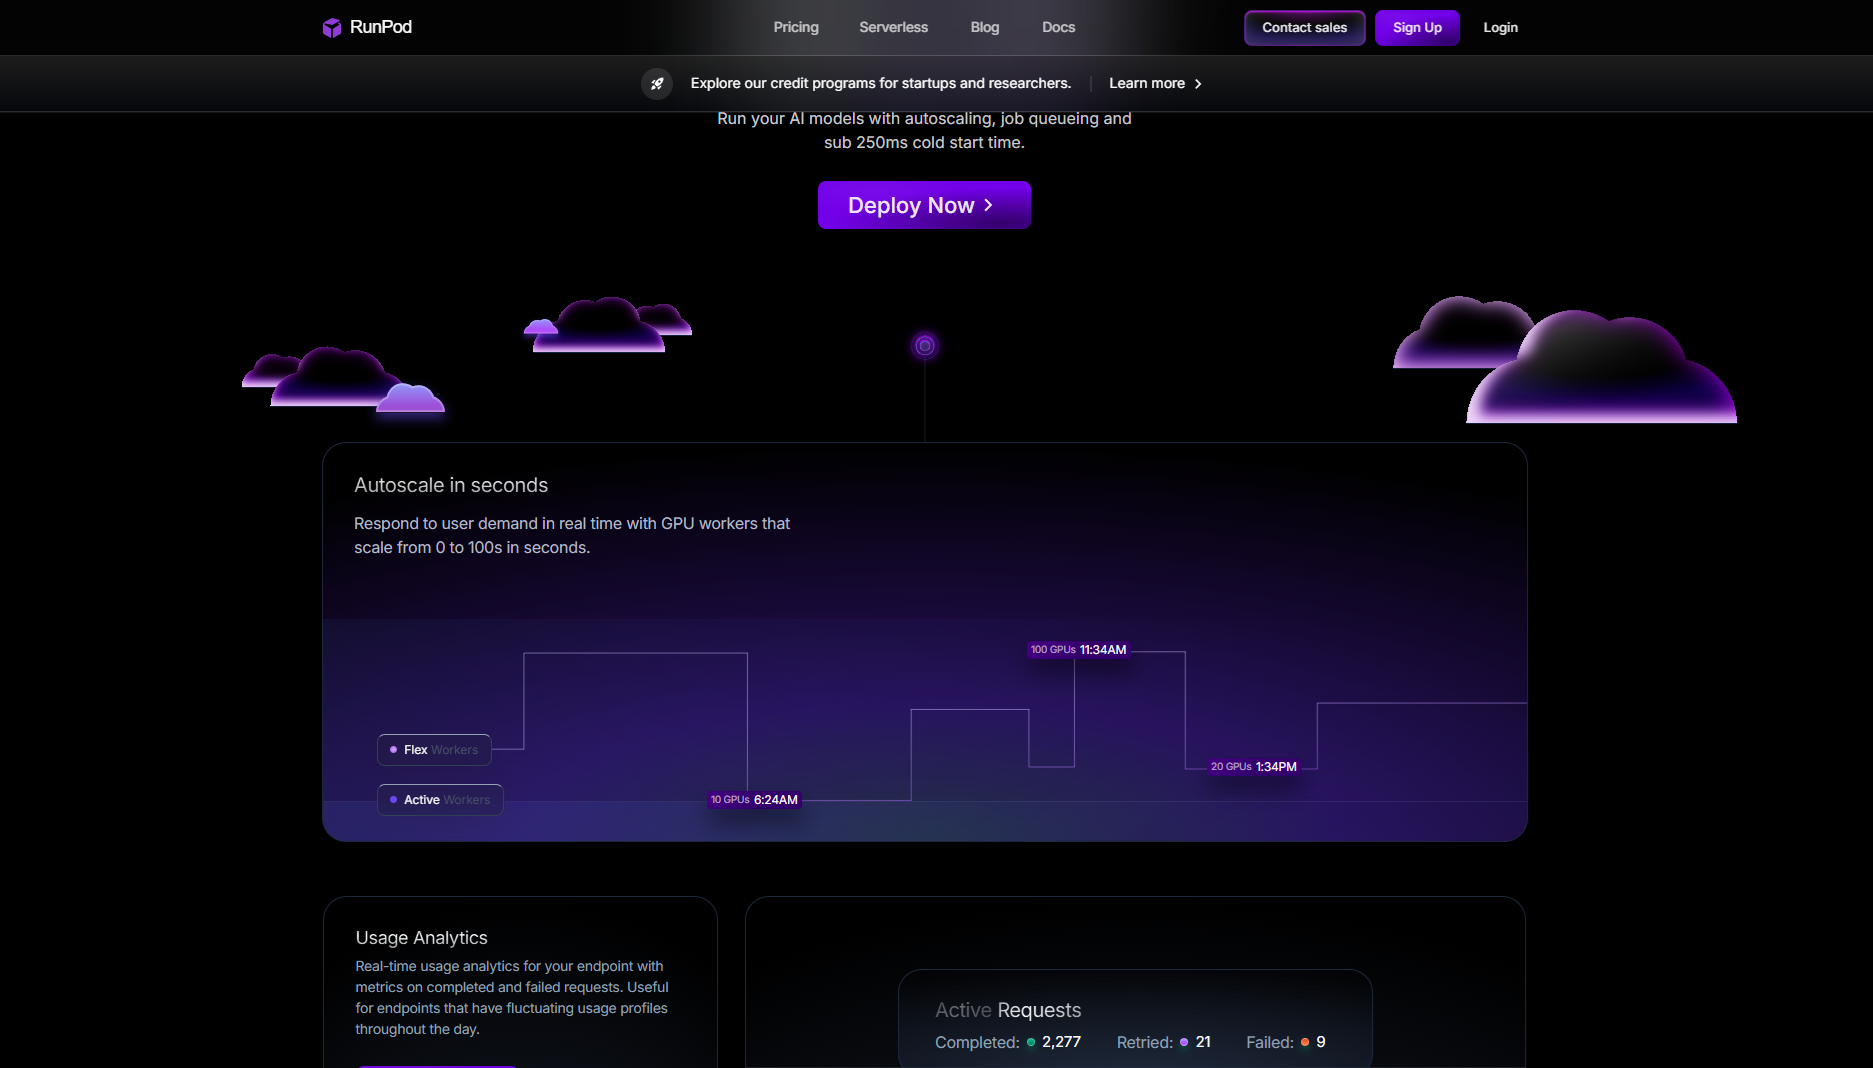 RunPod
Pricing
Serverless
Blog
Docs
Contact sales
Sign Up
Login
Explore our credit programs for startups and researchers.
Learn more
Run your AI models with autoscaling, job queueing and
sub 250ms cold start time.
Deploy Now
Autoscale in seconds
Respond to user demand in real time with GPU workers that
scale from 0 to 100s in seconds.
100 GPUs 11:34AM
Flex Workers
20 GPUs 1:34PM
Active Workers
10 GPUs 6:24AM
Usage Analytics
Real-time usage analytics for your endpoint with
metrics on completed and failed requests. Useful
for endpoints that have fluctuating usage profiles
throughout the day.
Active Requests
Completed: 2,277
Retried: 21
Failed: 9